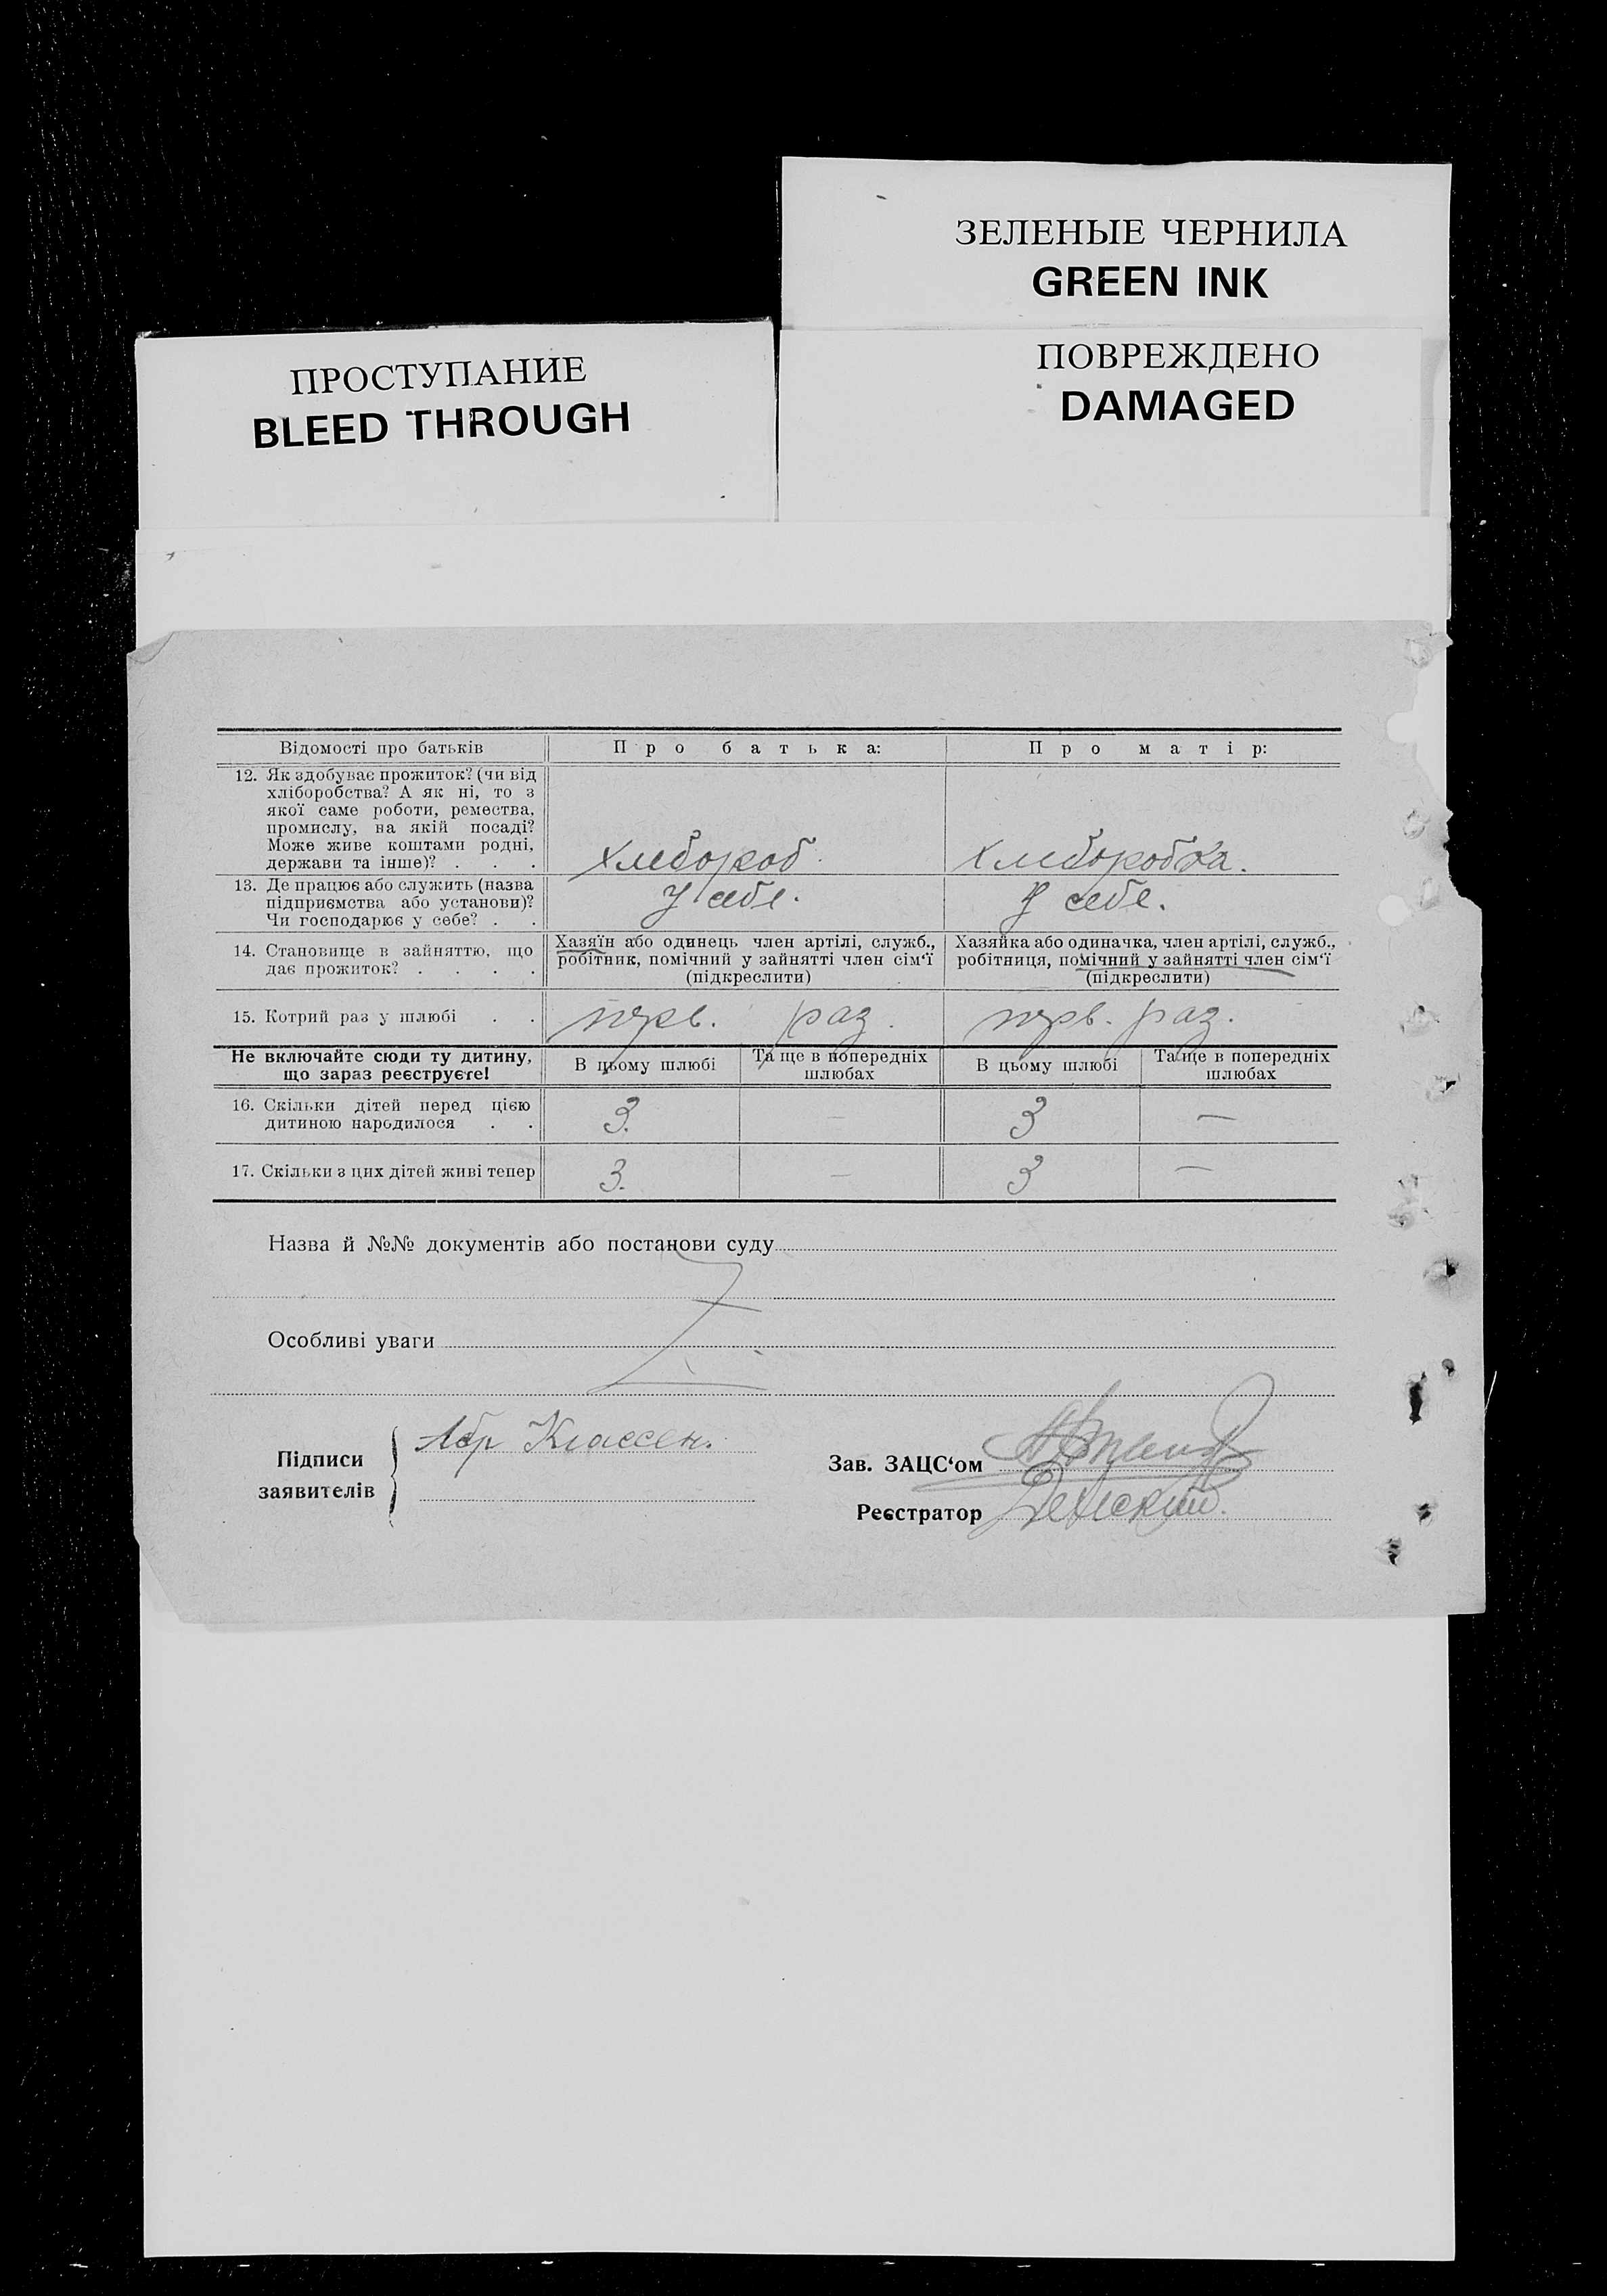 ЗЕЛЕНЫЕ ЧЕРНИЛА
GREEN INK
ПОВРЕЖДЕНО
DAMAGED
ПРОСТУПАНИЕ
BLEED THROUGH
Відомості про батьків
Про батька:
Про матір:
12. Як здобуває прожиток? (чи від
хліборобства? А як ні, то з
якої саме роботи, ремества,
промислу, на якій посаді?
Може живе коштами родні,
держави та інше)? . . .
Хлебороб.
Хлеборобка.
13. Де працює або служить (назва
підприємства або установи)?
Чи господарює у себе? . .
У себе.
У себе.
14. Становище в зайняттю, що
дає прожиток? . . . .
Хазяїн або одинець член артілі, служб.,
робітник, помічний у зайнятті член сім'ї
(підкреслити)
Хазяйка або одиначка, член артілі, служб.,
робітниця, помічний у зайнятті член сім'ї
(підкреслити)
15. Котрий раз у шлюбі . .
перв. раз.
перв. раз.
Не включайте сюди ту дитину,
що зараз реєструєте!
В цьому шлюбі
Та ще в попередніх
шлюбах
В цьому шлюбі
Та ще в попередніх
шлюбах
16. Скільки дітей перед цією
дитиною народилося . .
3. — 3 —
17. Скільки з цих дітей живі тепер
3. — 3 —
Назва й №№ документів або постанови суду
Особливі уваги
Підписи
заявителів
Абр Классен.
Зав. ЗАЦС'ом
Реєстратор